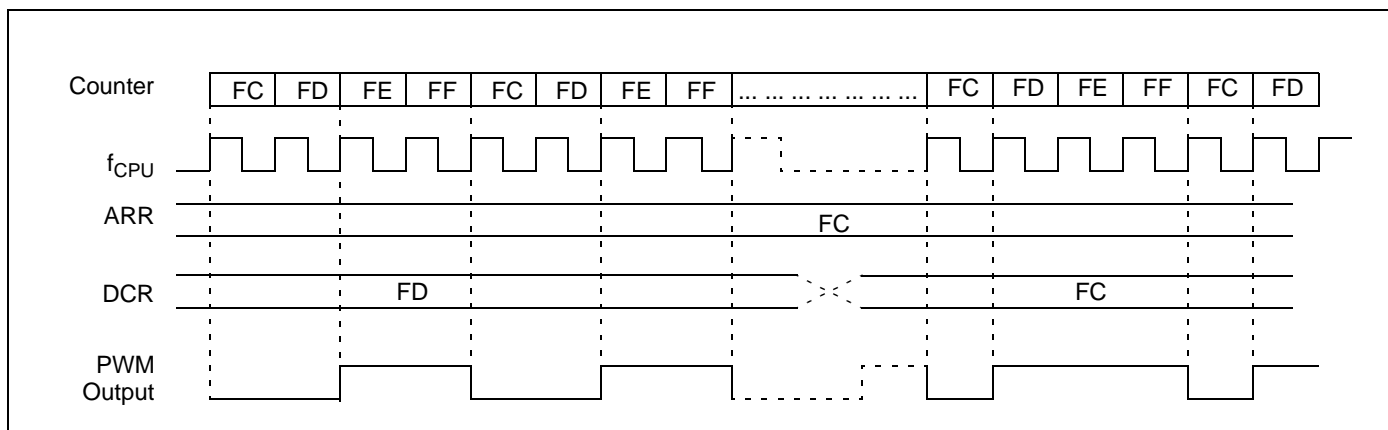 Counter FC FD FE FF FC FD FE FF ... ... ... ... ... ... ... FC FD FE FF FC FD
fCPU
ARR FC
DCR FD FC
PWM
Output